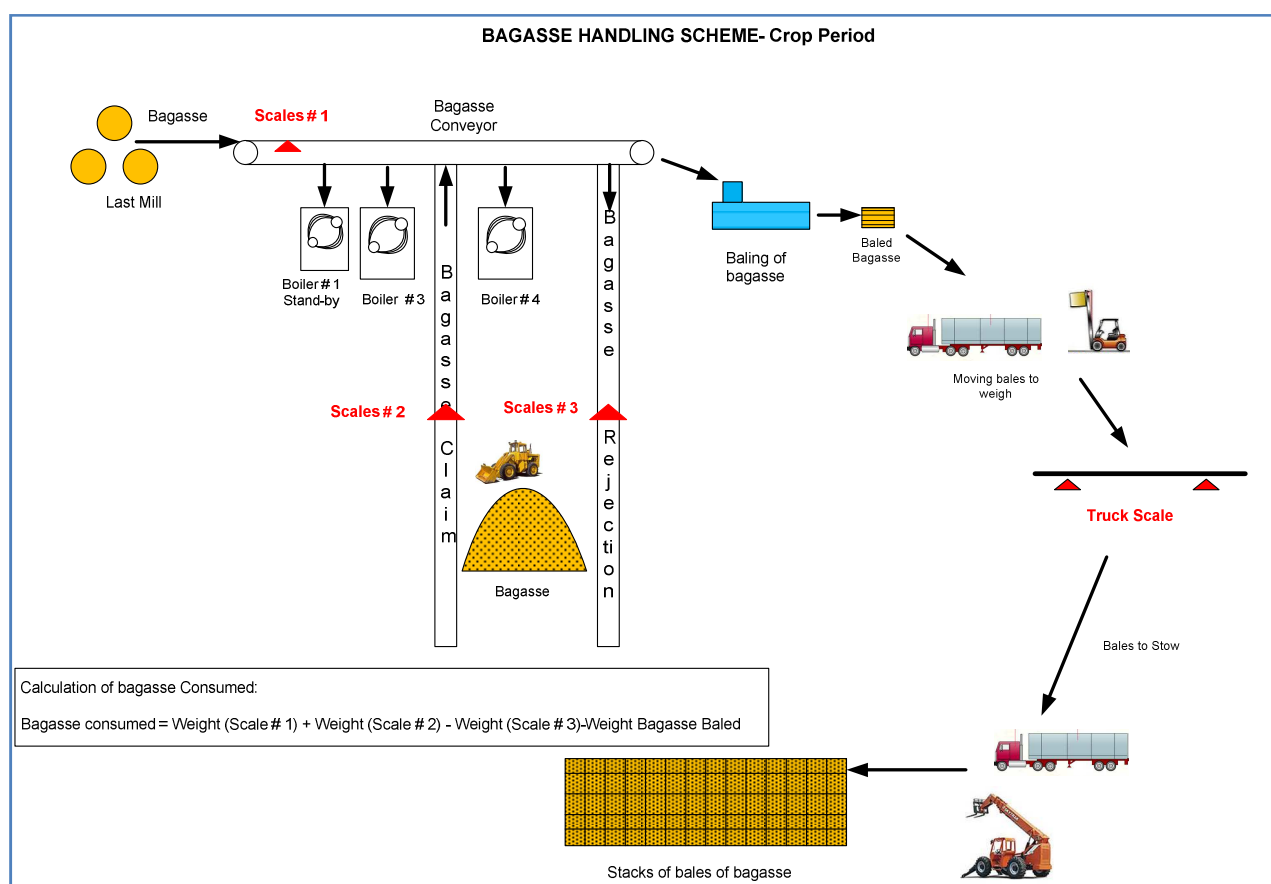 BAGASSE HANDLING SCHEME- Crop Period
Bagasse
Scales # 1
Bagasse
Conveyor
Last Mill
Boiler # 1
Stand-by
Boiler # 3
Boiler # 4
Bagasse Claim
Bagasse Rejection
Scales # 2
Scales # 3
Bagasse
Baling of
bagasse
Baled
Bagasse
Moving bales to
weigh
Truck Scale
Bales to Stow
Calculation of bagasse Consumed:
Bagasse consumed = Weight (Scale # 1) + Weight (Scale # 2) - Weight (Scale # 3)-Weight Bagasse Baled
Stacks of bales of bagasse